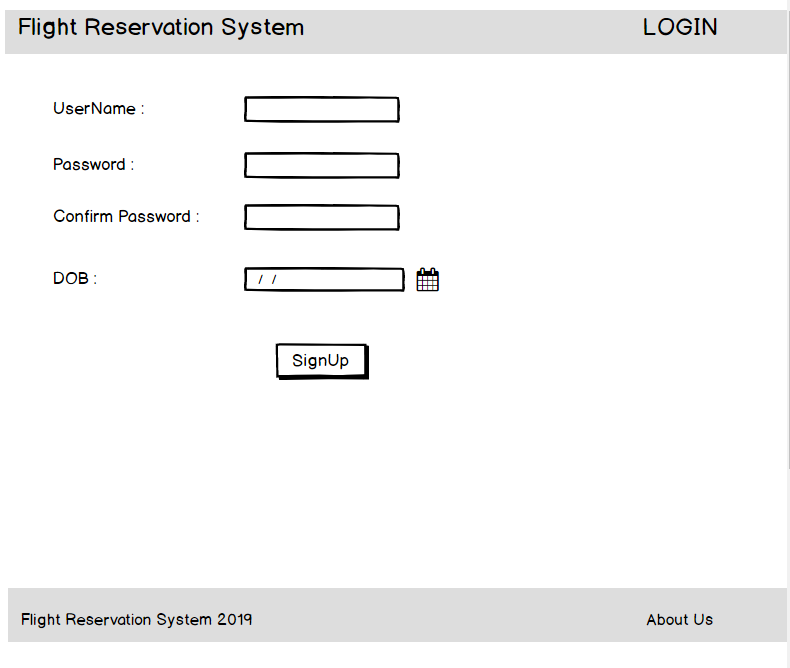 Flight Reservation System LOGIN
UserName :
Password :
Confirm Password :
DOB : / /
SignUp
Flight Reservation System 2019 About Us